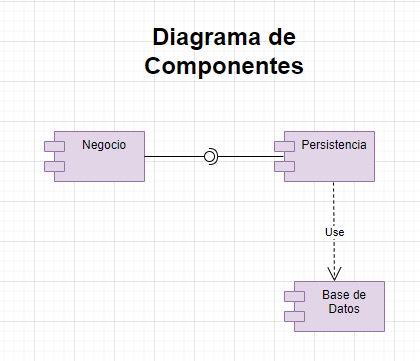 Diagrama de
Componentes
Negocio
Persistencia
Use
Base de
Datos